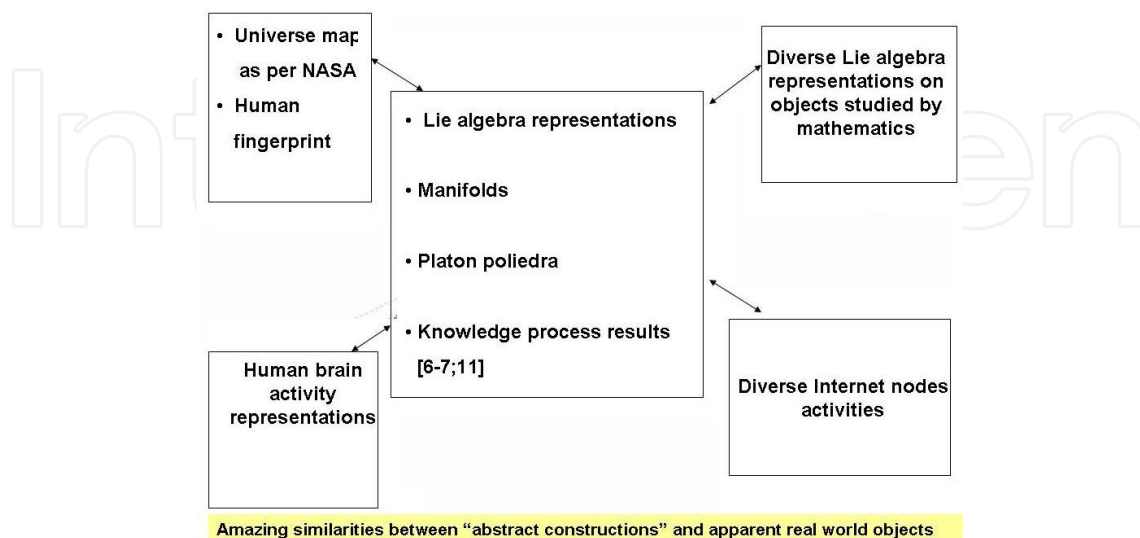 • Universe map
as per NASA
• Human
fingerprint
Diverse Lie algebra
representations on
objects studied by
mathematics
• Lie algebra representations
• Manifolds
• Platon poliedra
• Knowledge process results
[6-7;11]
Human brain
activity
representations
Diverse Internet nodes
activities
Amazing similarities between “abstract constructions” and apparent real world objects